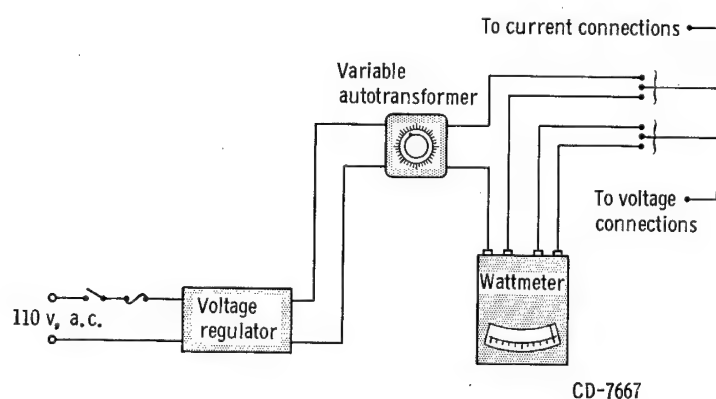 To current connections
Variable
autotransformer
To voltage
connections
Wattmeter
Voltage
regulator
110 v, a.c.
CD-7667